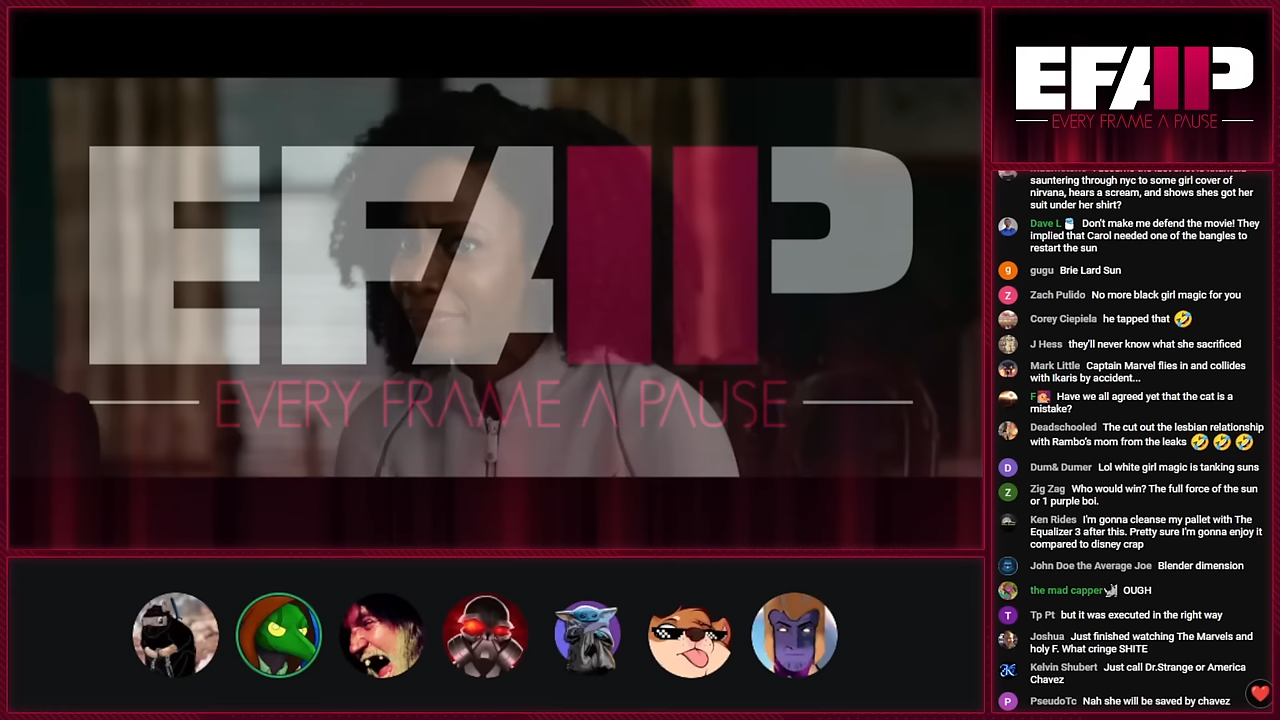 EFAP
EVERY FRAME A PAUSE
EFAP
EVERY FRAME A PAUSE
sauntering through nyc to some girl cover of
nirvana, hears a scream, and shows shes got her
suit under her shirt?
Dave L Don't make me defend the movie! They
implied that Carol needed one of the bangles to
restart the sun
g gugu Brie Lard Sun
Z Zach Pulido No more black girl magic for you
Corey Ciepiela he tapped that 🤣
J Hess they'll never know what she sacrificed
Mark Little Captain Marvel flies in and collides
with Ikaris by accident...
F Have we all agreed yet that the cat is a
mistake?
Deadschooled The cut out the lesbian relationship
with Rambo's mom from the leaks 🤣 🤣 🤣
D Dum& Dumer Lol white girl magic is tanking suns
Z Zig Zag Who would win? The full force of the sun
or 1 purple boi.
Ken Rides I'm gonna cleanse my pallet with The
Equalizer 3 after this. Pretty sure I'm gonna enjoy it
compared to disney crap
John Doe the Average Joe Blender dimension
the mad capper OUGH
T Tp Pt but it was executed in the right way
Joshua Just finished watching The Marvels and
holy F. What cringe SHITE
Kelvin Shubert Just call Dr.Strange or America
Chavez
P PseudoTc Nah she will be saved by chavez